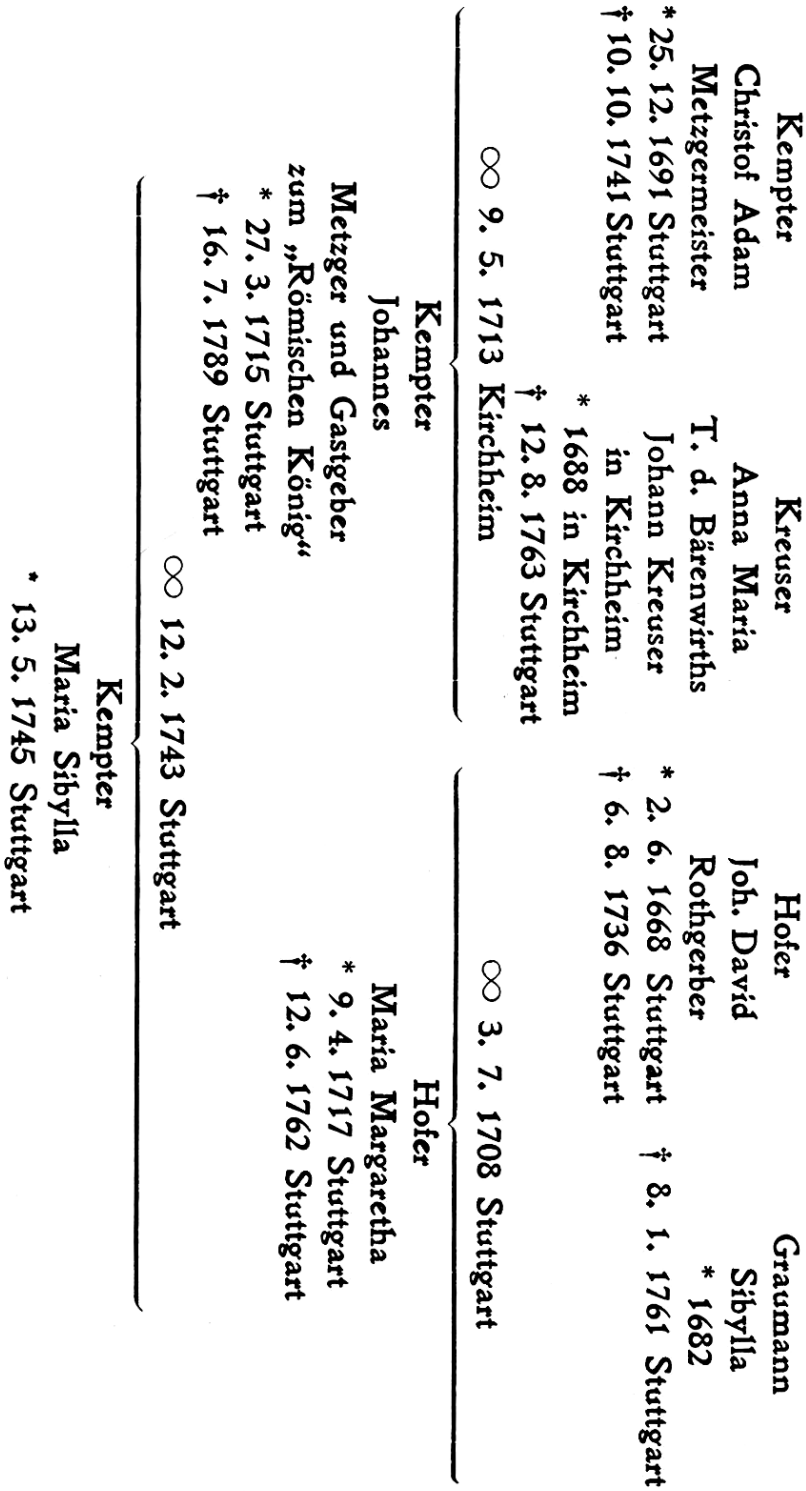 Kempter
Christof Adam
Metzgermeister
* 25. 12. 1691 Stuttgart
† 10. 10. 1741 Stuttgart
Kreuser
Anna Maria
T. d. Bärenwirths
Johann Kreuser
in Kirchheim
* 1688 in Kirchheim
† 12. 8. 1763 Stuttgart
∞ 9. 5. 1713 Kirchheim
Hofer
Joh. David
Rothgerber
* 2. 6. 1668 Stuttgart
† 6. 8. 1736 Stuttgart
Graumann
Sibylla
* 1682
† 8. 1. 1761 Stuttgart
∞ 3. 7. 1708 Stuttgart
Kempter
Johannes
Metzger und Gastgeber
zum „Römischen König“
* 27. 3. 1715 Stuttgart
† 16. 7. 1789 Stuttgart
Hofer
Maria Margaretha
* 9. 4. 1717 Stuttgart
† 12. 6. 1762 Stuttgart
∞ 12. 2. 1743 Stuttgart
Kempter
Maria Sibylla
* 13. 5. 1745 Stuttgart